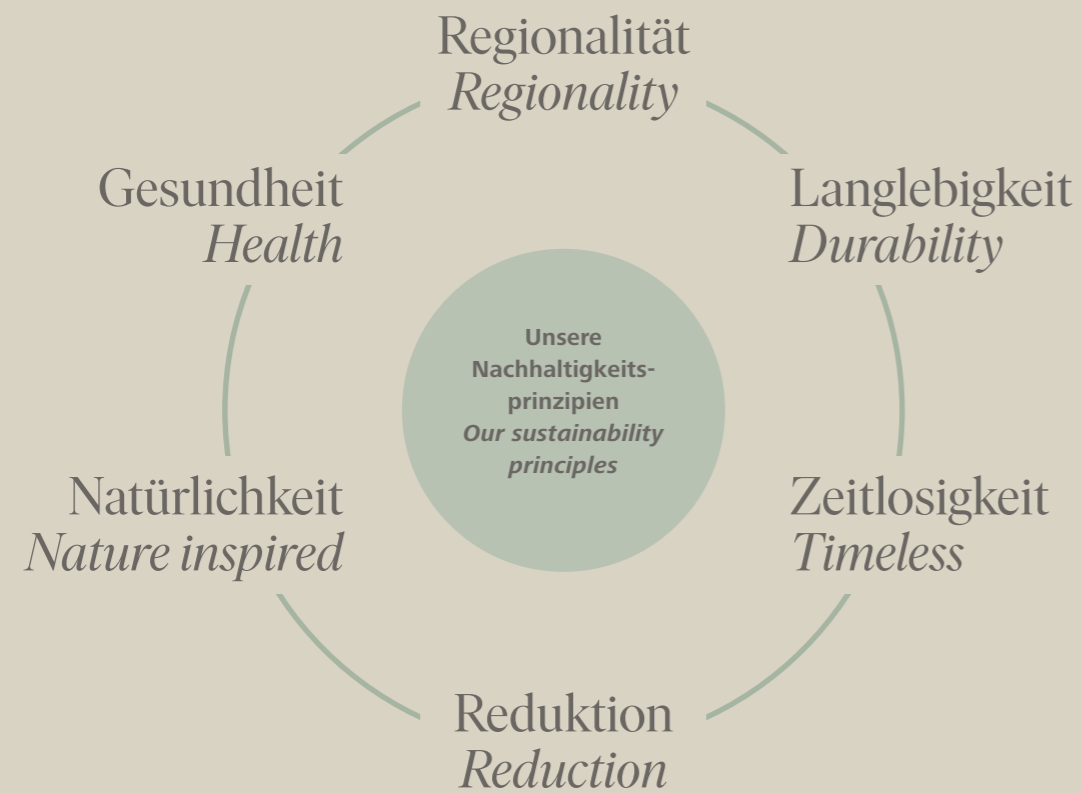 Regionalität
Regionality
Gesundheit
Health
Langlebigkeit
Durability
Unsere
Nachhaltigkeits-
prinzipien
Our sustainability
principles
Natürlichkeit
Nature inspired
Zeitlosigkeit
Timeless
Reduktion
Reduction